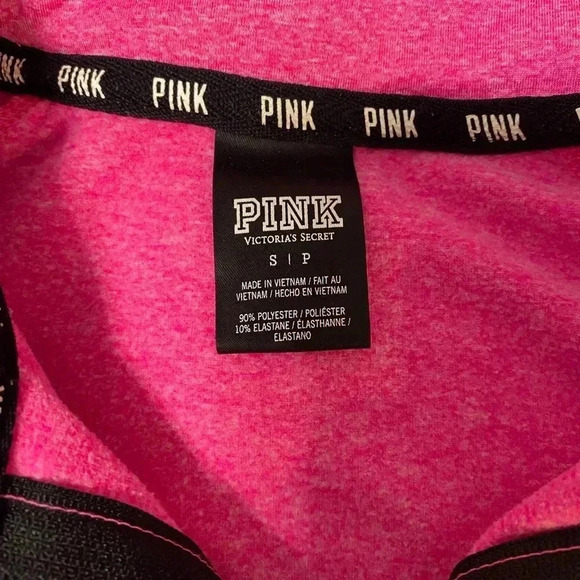 PINK PINK PINK PINK PINK
PINK
VICTORIA'S SECRET
S | P
MADE IN VIETNAM / FAIT AU
VIETNAM / HECHO EN VIETNAM
90% POLYESTER / POLIÉSTER
10% ELASTANE / ÉLASTHANNE /
ELASTANO